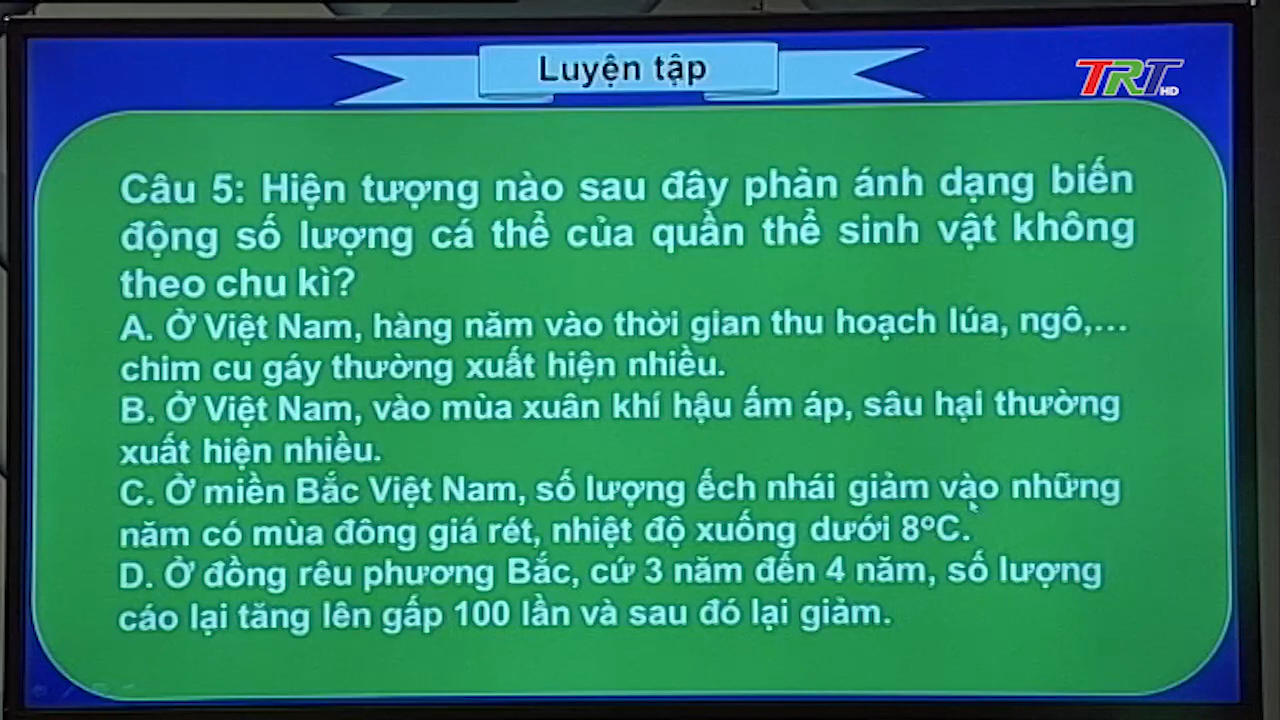 Luyện tập
TRT HD
Câu 5: Hiện tượng nào sau đây phản ánh dạng biến
động số lượng cá thể của quần thể sinh vật không
theo chu kì?
A. Ở Việt Nam, hàng năm vào thời gian thu hoạch lúa, ngô,...
chim cu gáy thường xuất hiện nhiều.
B. Ở Việt Nam, vào mùa xuân khí hậu ấm áp, sâu hại thường
xuất hiện nhiều.
C. Ở miền Bắc Việt Nam, số lượng ếch nhái giảm vào những
năm có mùa đông giá rét, nhiệt độ xuống dưới 8ºC.
D. Ở đồng rêu phương Bắc, cứ 3 năm đến 4 năm, số lượng
cáo lại tăng lên gấp 100 lần và sau đó lại giảm.